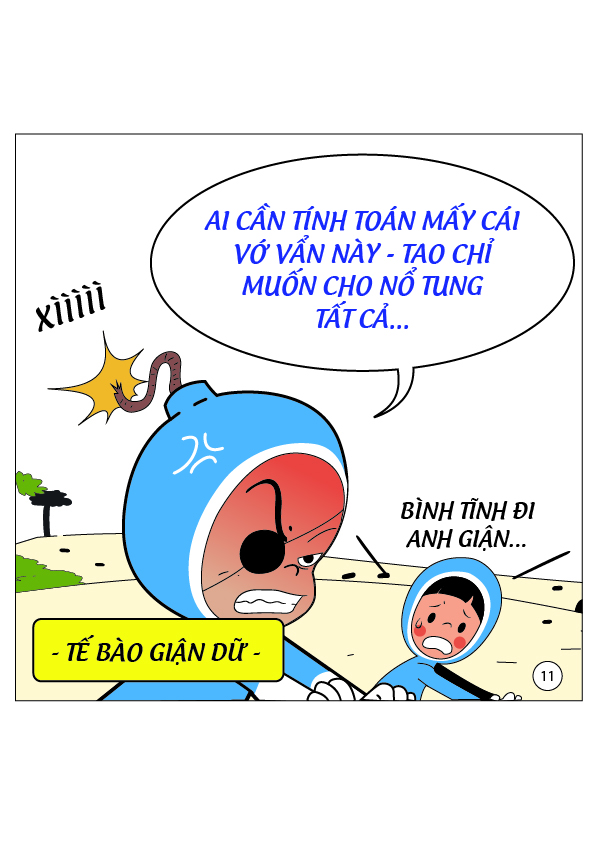 AI CẦN TÍNH TOÁN MẤY CÁI
VỚ VẨN NÀY - TAO CHỈ
MUỐN CHO NỔ TUNG
TẤT CẢ...
XÌÌÌÌÌ
BÌNH TĨNH ĐI
ANH GIẬN...
- TẾ BÀO GIẬN DỮ -
11